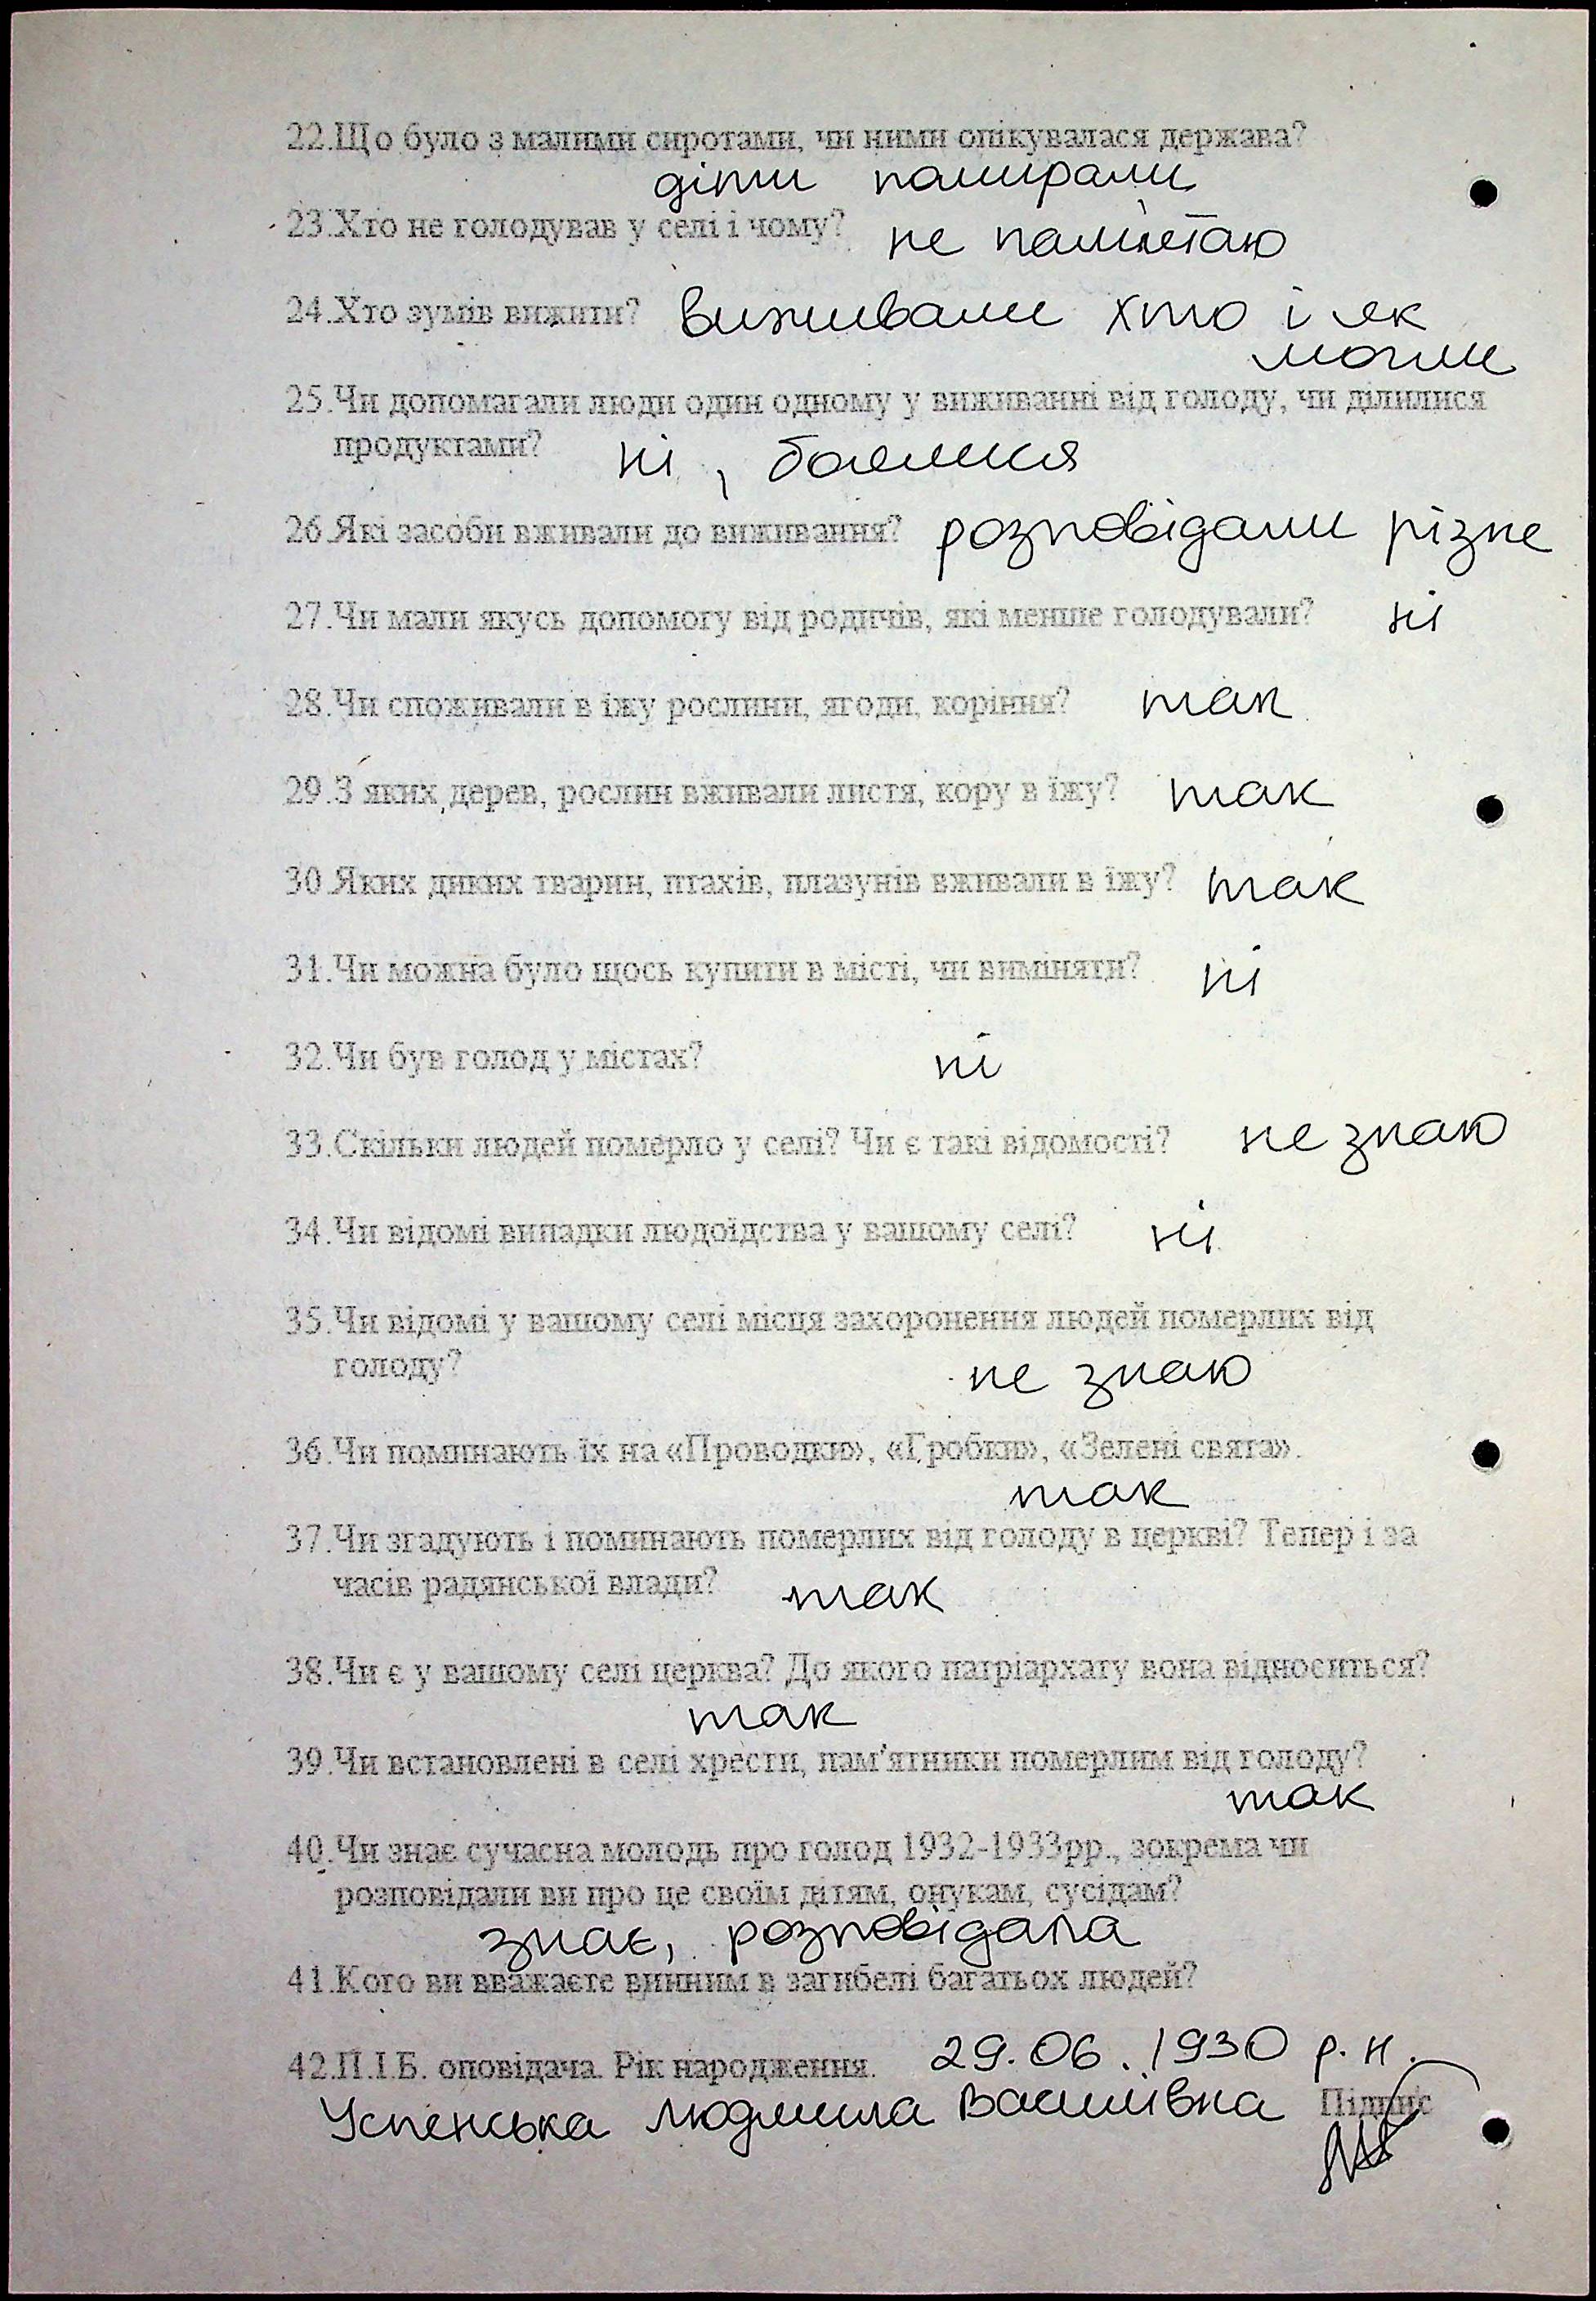 22.Що було з малими сиротами, чи ними опікувалася держава?
діти помирали
23.Хто не голодував у селі і чому? не пам'ятаю
24.Хто зумів вижити? Виживали хто і як
могли
25.Чи допомагали люди один одному у виживанні від голоду, чи ділилися
продуктами? ні, боялися
26.Які засоби вживали до виживання? розповідали різне
27.Чи мали якусь допомогу від родичів, які менше голодували? ні
28.Чи споживали в їжу рослини, ягоди, коріння? так
29.З яких дерев, рослин вживали листя, кору в їжу? так
30.Яких диких тварин, птахів, плазунів вживали в їжу? так
31.Чи можна було щось купити в місті, чи виміняти? ні
32.Чи був голод у містах? ні
33.Скільки людей померло у селі? Чи є такі відомості? не знаю
34.Чи відомі випадки людоїдства у вашому селі? ні
35.Чи відомі у вашому селі місця захоронення людей померлих від
голоду? не знаю
36.Чи поминають їх на «Проводки», «Гробки», «Зелені свята».
так
37.Чи згадують і поминають померлих від голоду в церкві? Тепер і за
часів радянської влади? так
38.Чи є у вашому селі церква? До якого патріархату вона відноситься?
так
39.Чи встановлені в селі хрести, пам'ятники померлим від голоду?
так
40.Чи знає сучасна молодь про голод 1932-1933рр., зокрема чи
розповідали ви про це своїм дітям, онукам, сусідам?
знає, розповідала
41.Кого ви вважаєте винним в загибелі багатьох людей?
42.П.І.Б. оповідача. Рік народження. 29.06.1930 р.н.
Успенська Людмила Василівна Підпис